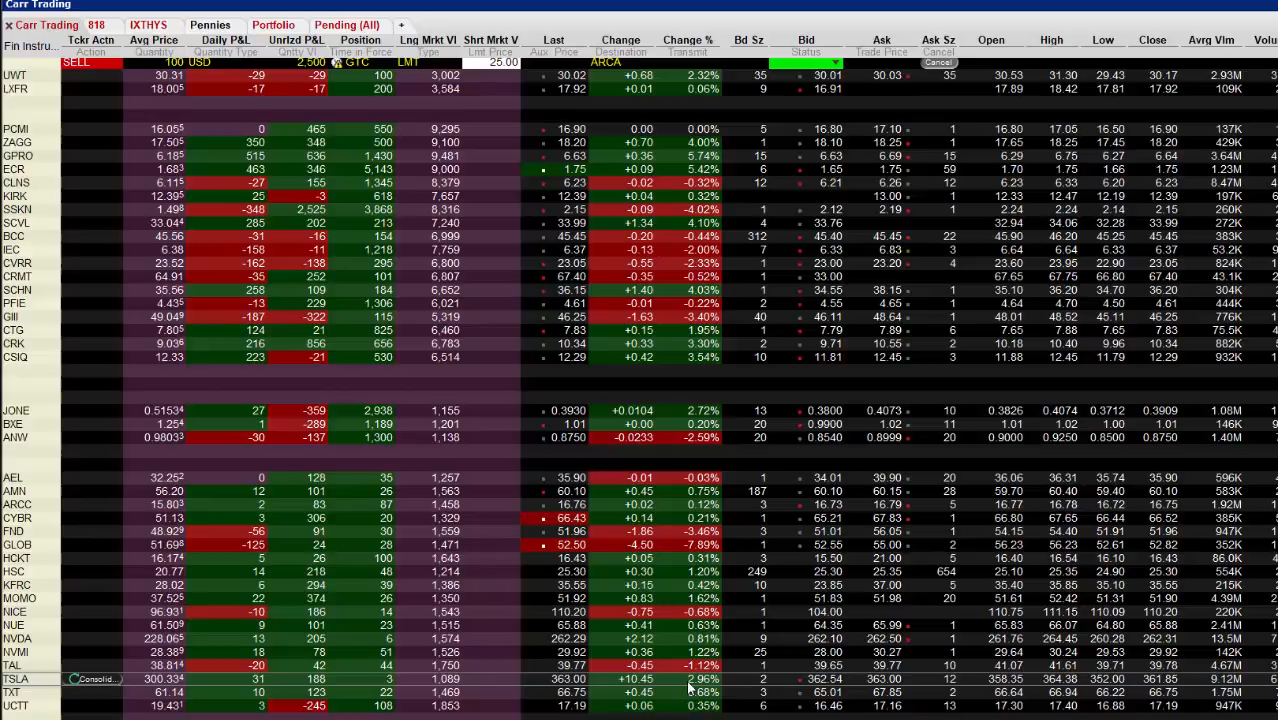 Carr Trading
Carr Trading 818 IXTHYS Pennies Portfolio Pending (All) +
Fin Instru... Tckr Actn Avg Price Daily P&L Unrlzd P&L Position Lng Mrkt Vl Shrt Mrkt V Last Change Change % Bd Sz Bid Ask Ask Sz Open High Low Close Avrg Vlm Volu
Action Quantity Quantity Type Qntty Vl Time in Force Type Lmt Price Aux. Price Destination Transmit Status Trade Price Cancel
SELL 100 USD 2,500 GTC LMT 25.00 ARCA Cancel
UWT 30.31 -29 -29 100 3,002 30.02 +0.68 2.32% 35 30.01 30.03 35 30.53 31.30 29.43 30.17 2.93M
LXFR 18.00⁵ -17 -17 200 3,584 17.92 +0.01 0.06% 9 16.91 17.89 18.42 17.81 17.92 109K
PCMI 16.05⁵ 0 465 550 9,295 16.90 0.00 0.00% 5 16.80 17.10 1 16.80 17.05 16.50 16.90 137K
ZAGG 17.50⁵ 350 348 500 9,100 18.20 +0.70 4.00% 1 18.10 18.25 1 17.65 18.25 17.45 18.20 429K
GPRO 6.18⁵ 515 636 1,430 9,481 6.63 +0.36 5.74% 15 6.63 6.69 15 6.29 6.75 6.27 6.64 3.64M
ECR 1.68³ 463 346 5,143 9,000 1.75 +0.09 5.42% 6 1.65 1.75 59 1.70 1.75 1.66 1.75 886K
CLNS 6.115 -27 155 1,345 8,379 6.23 -0.02 -0.32% 12 6.21 6.26 12 6.23 6.33 6.20 6.23 8.47M
KIRK 12.39⁵ 25 -3 618 7,657 12.39 +0.04 0.32% 13.00 1 12.33 12.47 12.19 12.39 197K
SSKN 1.49⁸ -348 2,525 3,868 8,316 2.15 -0.09 -4.02% 1 2.12 2.19 1 2.24 2.24 2.14 2.15 260K
SCVL 33.04 285 202 213 7,240 33.99 +1.34 4.10% 4 33.76 32.94 34.06 32.28 33.99 270K
BCC 45.56 -31 -16 154 6,999 45.45 -0.20 -0.44% 312 45.40 45.45 22 45.90 46.20 45.25 45.45 383K
IEC 6.38 -158 -11 1,218 7,759 6.37 -0.13 -2.00% 7 6.33 6.83 3 6.64 6.64 6.33 6.37 53.2K
CVRR 23.52 -162 -138 295 6,800 23.05 -0.55 -2.33% 1 23.00 23.20 4 23.60 23.95 22.95 23.05 824K
CRMT 64.91 -35 252 101 6,807 67.40 -0.35 -0.52% 1 33.00 67.65 67.75 66.80 67.40 43.1K
SCHN 35.56 258 109 184 6,652 36.15 +1.40 4.03% 1 34.55 38.15 1 35.10 36.20 34.70 36.20 304K
PFIE 4.43⁵ -13 229 1,306 6,021 4.61 -0.01 -0.22% 2 4.55 4.65 1 4.64 4.70 4.50 4.61 411K
GIII 49.04⁹ -187 -322 115 5,319 46.25 -1.63 -3.40% 40 46.11 48.64 1 48.01 48.52 45.11 46.25 776K
CTG 7.80⁵ 124 21 825 6,460 7.83 +0.15 1.95% 1 7.79 7.89 6 7.65 7.88 7.65 7.83 75.5K
CRK 9.03⁶ 216 856 656 6,783 10.34 +0.33 3.30% 2 9.71 10.55 2 10.11 10.40 9.96 10.34 882K
CSIQ 12.33 223 -21 530 6,514 12.29 +0.42 3.54% 10 11.81 12.45 3 11.88 12.45 11.79 12.29 932K
JONE 0.5153⁴ 27 -359 2,938 1,155 0.3930 +0.0104 2.72% 13 0.3800 0.4073 10 0.3826 0.4074 0.3712 0.3909 1.08M
BXE 1.25⁴ 1 -289 1,189 1,201 1.01 +0.00 0.20% 20 0.9900 1.02 11 1.01 1.02 1.00 1.01 146K
ANW 0.9803³ -30 -137 1,300 1,138 0.8750 -0.0233 -2.59% 20 0.8540 0.8999 20 0.9000 0.9250 0.8500 0.8750 1.40M
AEL 32.25² 0 128 35 1,257 35.90 -0.01 -0.03% 1 34.01 39.90 20 36.06 36.31 35.74 35.90 596K
AMN 56.20 12 101 26 1,563 60.10 +0.45 0.75% 187 60.10 60.15 28 59.70 60.40 59.40 60.10 583K
ARCC 15.80³ 2 83 87 1,458 16.76 +0.02 0.12% 3 16.73 16.79 5 16.77 16.78 16.72 16.75 1.92M
CYBR 51.13 3 306 20 1,329 66.43 +0.14 0.21% 1 65.21 67.83 1 66.80 67.65 66.44 66.52 385K
FND 48.92⁸ -56 91 30 1,559 51.96 -1.86 -3.46% 3 51.01 55.05 1 54.15 54.40 51.91 51.96 947K
GLOB 51.69⁸ -125 24 28 1,471 52.50 -4.50 -7.89% 1 52.55 55.00 2 56.23 56.23 51.61 52.82 352K
HCKT 16.17⁴ 5 26 100 1,643 16.43 +0.05 0.31% 2 15.50 21.05 5 16.40 16.54 16.10 16.43 86.0K
HSC 20.77 14 218 48 1,214 25.30 +0.30 1.20% 249 25.30 25.35 654 25.10 25.35 24.90 25.30 554K
KFRC 28.02 6 294 39 1,386 35.55 +0.15 0.42% 10 23.85 37.00 5 35.40 35.85 35.10 35.55 215K
MOMO 37.52⁵ 22 374 26 1,350 51.92 +0.83 1.62% 3 51.83 51.98 20 51.61 52.42 51.35 51.91 4.39M
NICE 96.93¹ -10 186 14 1,543 110.20 -0.75 -0.68% 1 104.00 110.75 111.15 109.48 110.20 220K
NUE 61.50⁹ 9 101 23 1,515 65.88 +0.41 0.63% 1 64.35 65.99 1 65.83 66.07 64.80 65.88 2.37M
NVDA 228.06⁵ 13 205 6 1,574 262.29 +2.12 0.81% 9 262.10 262.50 1 261.76 264.45 260.28 262.31 13.5M
NVMI 28.38⁹ 18 78 51 1,526 29.92 +0.36 1.22% 25 28.00 30.00 1 29.57 30.01 29.37 29.92 257K
TAL 38.81⁴ -20 42 44 1,750 39.77 -0.45 -1.12% 1 39.65 40.71 10 41.07 41.61 39.71 39.78 4.67M
TSLA Consolid... 300.33⁴ 31 188 3 1,089 363.00 +10.45 2.96% 2 362.54 363.00 1 358.35 364.38 351.50 361.85 9.12M
TXT 61.14 10 123 22 1,469 66.75 +0.45 3 65.01 67.85 2 66.64 66.94 66.22 66.75 1.75M
UCTT 19.43¹ 3 -245 108 1,853 17.19 +0.06 0.35% 6 16.46 17.16 13 17.30 17.40 16.88 17.19 947K